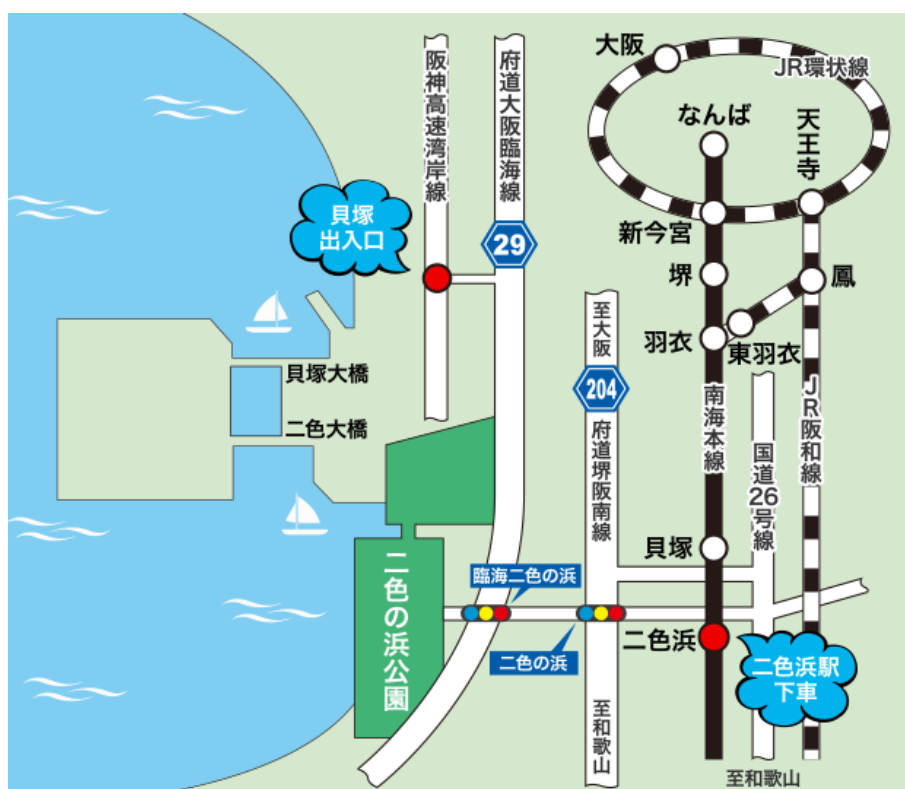 大阪
JR環状線
なんば
天王寺
新今宮
堺
鳳
羽衣
東羽衣
南海本線
JR阪和線
国道26号線
貝塚
二色浜
二色浜駅
下車
至和歌山
阪神高速湾岸線
府道大阪臨海線
29
貝塚
出入口
至大阪
204
府道堺阪南線
至和歌山
貝塚大橋
二色大橋
二色の浜公園
臨海二色の浜
二色の浜